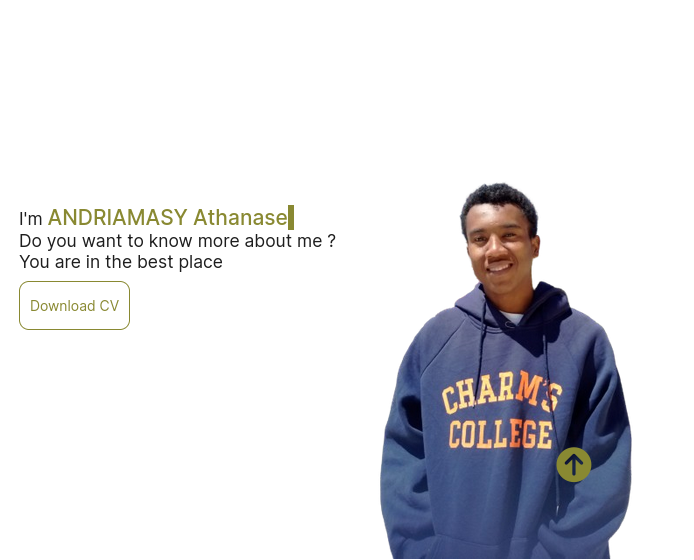 I'm ANDRIAMASY Athanase
Do you want to know more about me ?
You are in the best place
Download CV
CHARM'S
COLLEGE